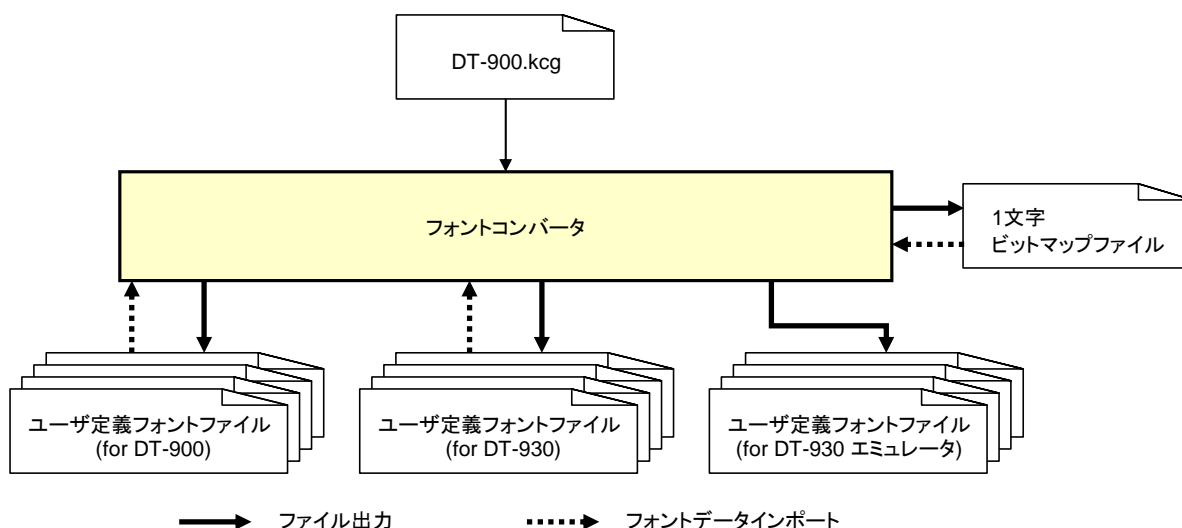 DT-900.kcg
フォントコンバータ
1文字
ビットマップファイル
ユーザ定義フォントファイル
(for DT-900)
ユーザ定義フォントファイル
(for DT-930)
ユーザ定義フォントファイル
(for DT-930 エミュレータ)
ファイル出力
フォントデータインポート